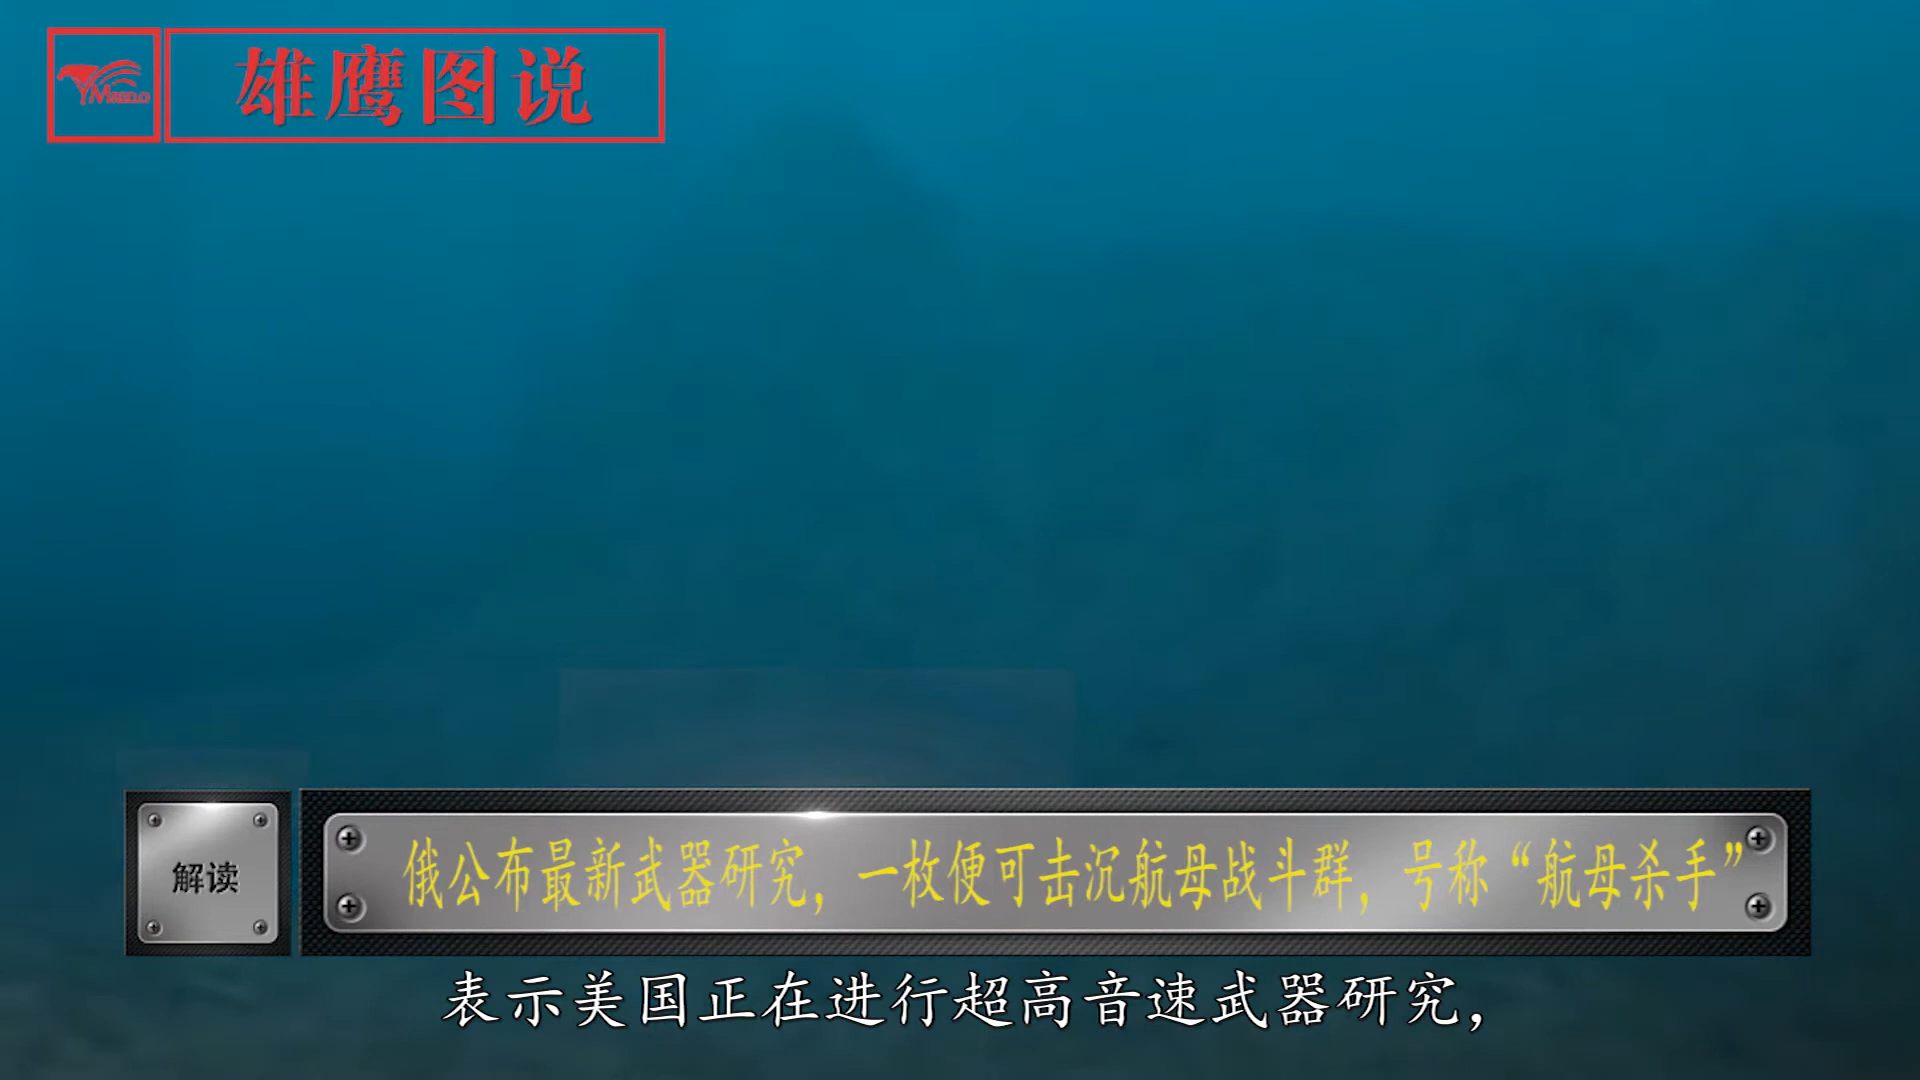 雄鹰图说
解读
俄公布最新武器研究，一枚便可击沉航母战斗群，号称“航母杀手”
表示美国正在进行超高音速武器研究，